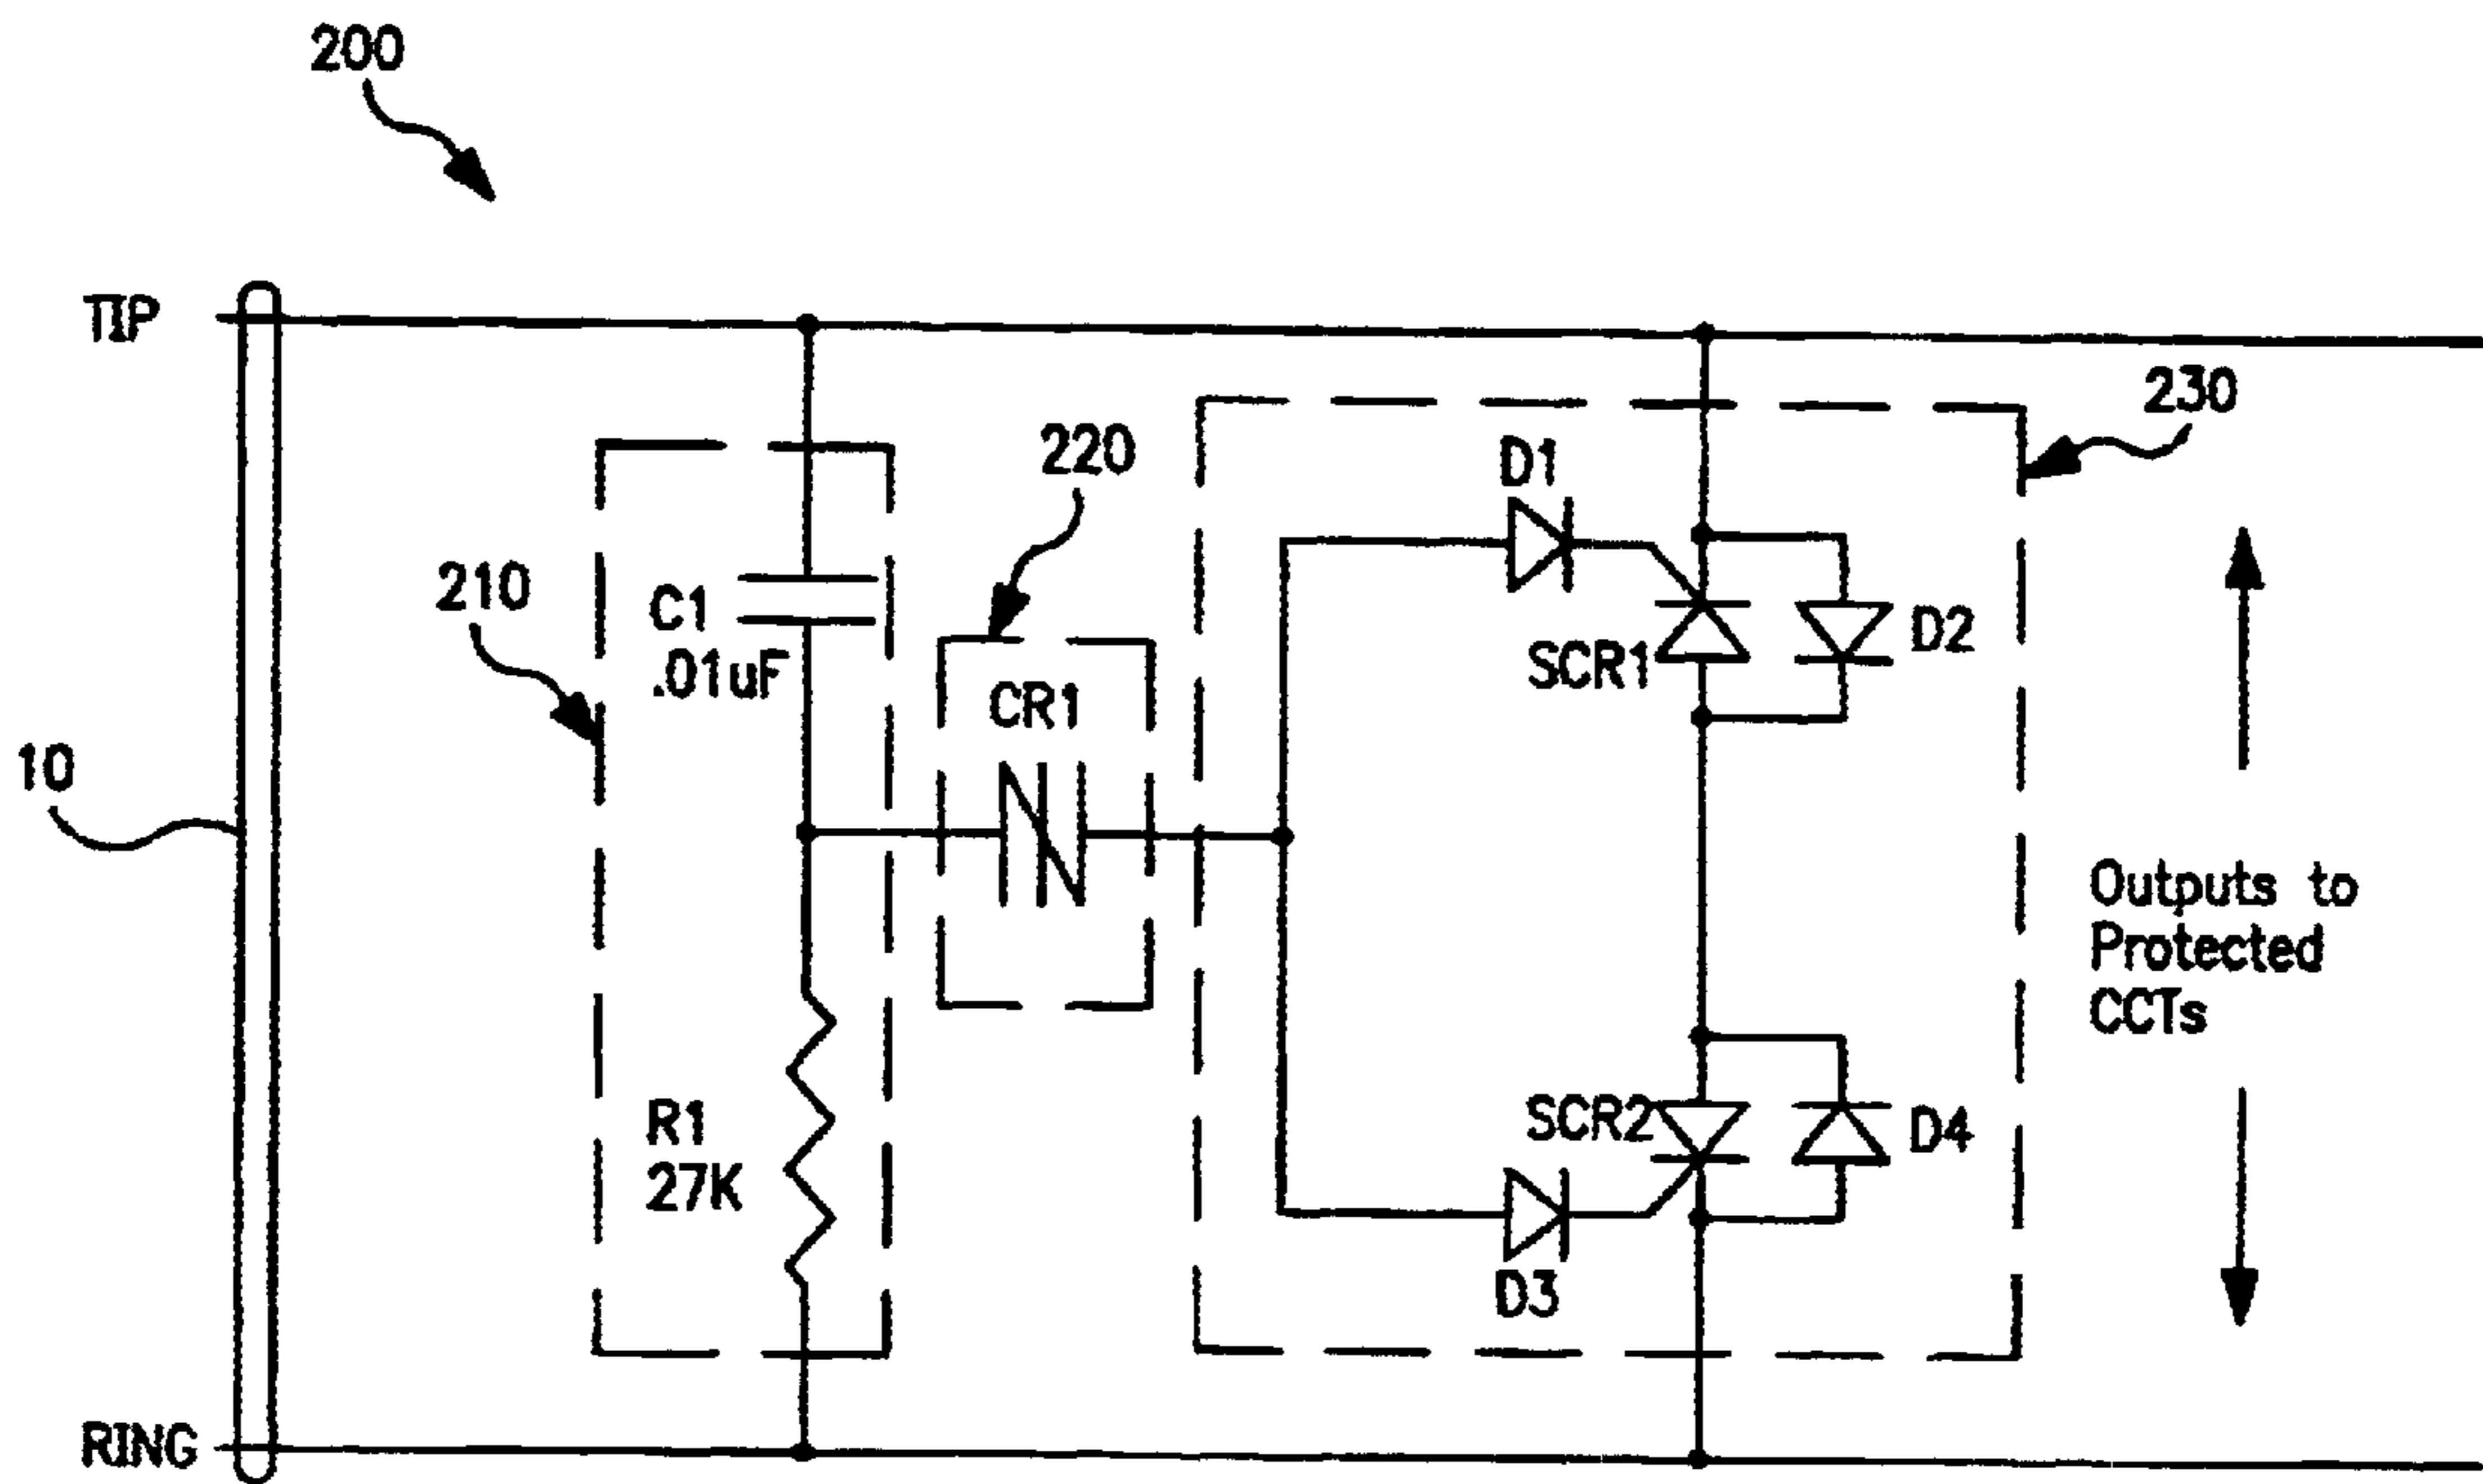 200
TIP
230
220
D1
210
C1
.01uF
D2
SCR1
CR1
10
Outputs to
Protected
CCTs
R1
27K
SCR2
D4
D3
RING